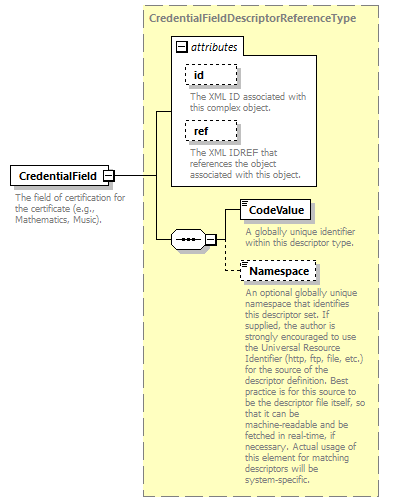 CredentialFieldDescriptorReferenceType
attributes
id
The XML ID associated with
this complex object.
ref
The XML IDREF that
references the object
associated with this object.
CredentialField
The field of certification for
the certificate (e.g.,
Mathematics, Music).
CodeValue
A globally unique identifier
within this descriptor type.
Namespace
An optional globally unique
namespace that identifies
this descriptor set. If
supplied, the author is
strongly encouraged to use
the Universal Resource
Identifier (http, ftp, file, etc.)
for the source of the
descriptor definition. Best
practice is for this source to
be the descriptor file itself, so
that it can be
machine-readable and be
fetched in real-time, if
necessary. Actual usage of
this element for matching
descriptors will be
system-specific.